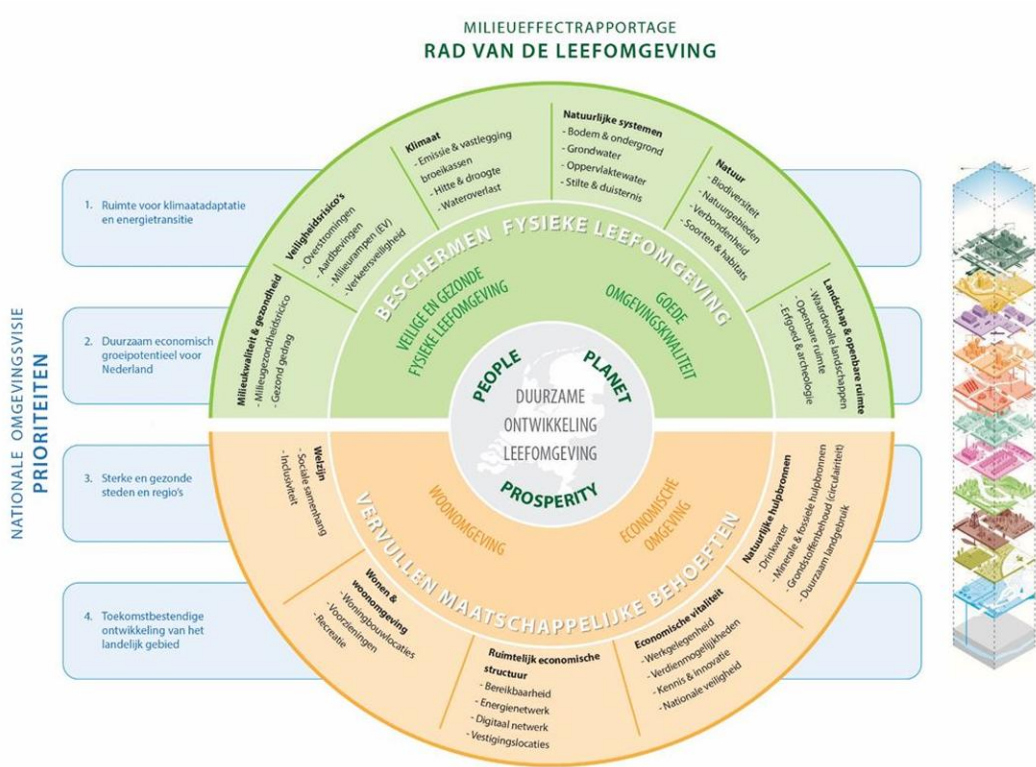 MILIEUEFFECTRAPPORTAGE
RAD VAN DE LEEFOMGEVING
NATIONALE OMGEVINGSVISIE
PRIORITEITEN
1. Ruimte voor klimaatadaptatie
en energietransitie
2. Duurzaam economisch
groeipotentieel voor
Nederland
3. Sterke en gezonde
steden en regio's
4. Toekomstbestendige
ontwikkeling van het
landelijk gebied
Milieukwaliteit & gezondheid
- Milieugezondheidsrisico
- Gezond gedrag
Veiligheidsrisico's
- Overstromingen
- Aardbevingen
- Milieurampen (EV)
- Verkeersveiligheid
Klimaat
- Emissie & vastlegging
broeikassen
- Hitte & droogte
- Wateroverlast
Natuurlijke systemen
- Bodem & ondergrond
- Grondwater
- Oppervlaktewater
- Stilte & duisternis
Natuur
- Biodiversiteit
- Natuurgebieden
- Verbondenheid
- Soorten & habitats
Landschap & openbare ruimte
- Waardevolle landschappen
- Openbare ruimte
- Erfgoed & archeologie
BESCHERMEN FYSIEKE LEEFOMGEVING
VEILIGE EN GEZONDE
FYSIEKE LEEFOMGEVING
GOEDE
OMGEVINGSKWALITEIT
PEOPLE
PLANET
DUURZAME
ONTWIKKELING
LEEFOMGEVING
PROSPERITY
WOONOMGEVING
ECONOMISCHE
OMGEVING
VERVULLEN MAATSCHAPPELIJKE BEHOEFTEN
Welzijn
- Sociale samenhang
- Inclusiviteit
Wonen &
woonomgeving
- Woningbouwlocaties
- Voorzieningen
- Recreatie
Ruimtelijk economische
structuur
- Bereikbaarheid
- Energienetwerk
- Digitaal netwerk
- Vestigingslocaties
Economische vitaliteit
- Werkgelegenheid
- Verdienmogelijkheden
- Kennis & innovatie
- Nationale veiligheid
Natuurlijke hulpbronnen
- Drinkwater
- Minerale & fossiele hulpbronnen
- Grondstoffenbehoud (circulairiteit)
- Duurzaam landgebruik